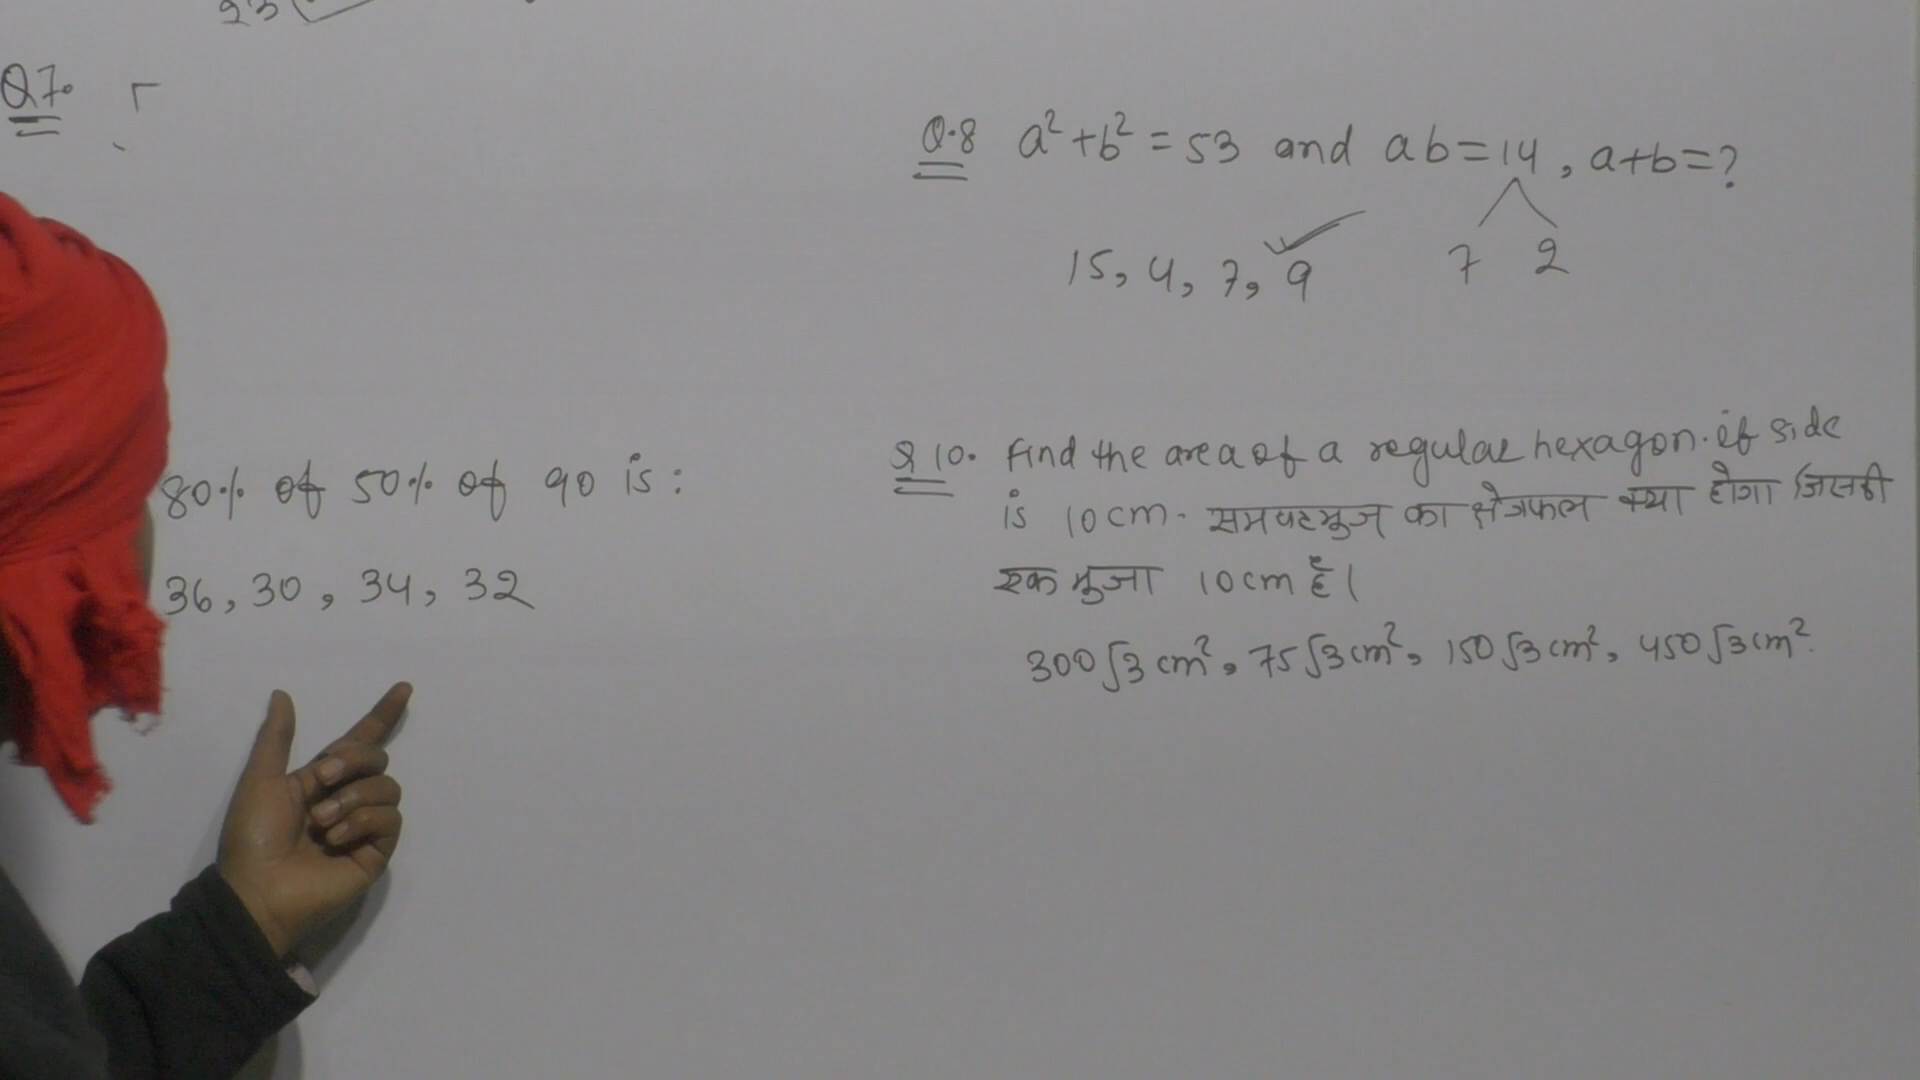 23
Q7.
Q.8 a²+b² = 53 and ab=14, a+b=?
7 2
15, 4, 7, 9
80% of 50% of 90 is:
36, 30, 34, 32
Q 10. Find the area of a regular hexagon. if side
is 10cm. समषटभुज का क्षेत्रफल क्या होगा जिसकी
एक भुजा 10cm है।
300√3 cm², 75√3 cm², 150√3 cm², 450√3 cm².